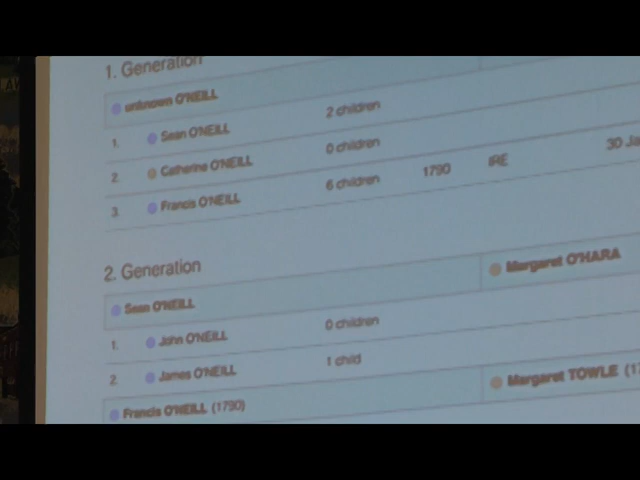 1. Generation
unknown O'NEILL
1. Sean O'NEILL 2 children
2. Catherine O'NEILL 0 children
3. Francis O'NEILL 6 children 1790 IRE 30 Ja
2. Generation
Sean O'NEILL Margaret O'HARA
1. John O'NEILL 0 children
2. James O'NEILL 1 child
Francis O'NEILL (1790) Margaret TOWLE (17